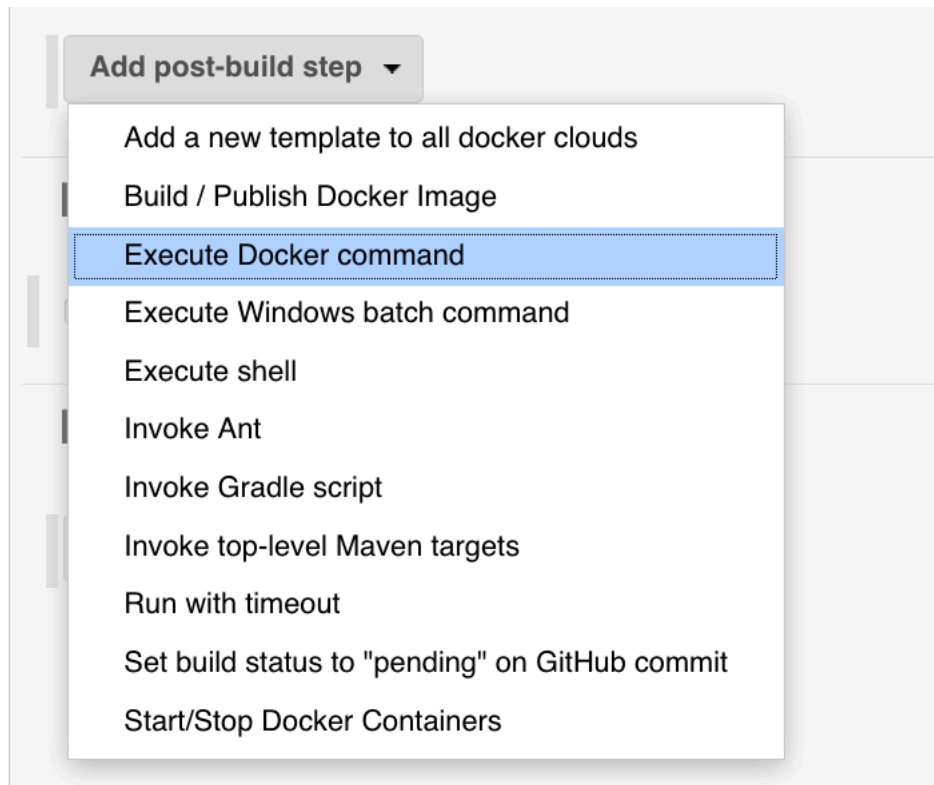 Add post-build step
Add a new template to all docker clouds
Build / Publish Docker Image
Execute Docker command
Execute Windows batch command
Execute shell
Invoke Ant
Invoke Gradle script
Invoke top-level Maven targets
Run with timeout
Set build status to "pending" on GitHub commit
Start/Stop Docker Containers